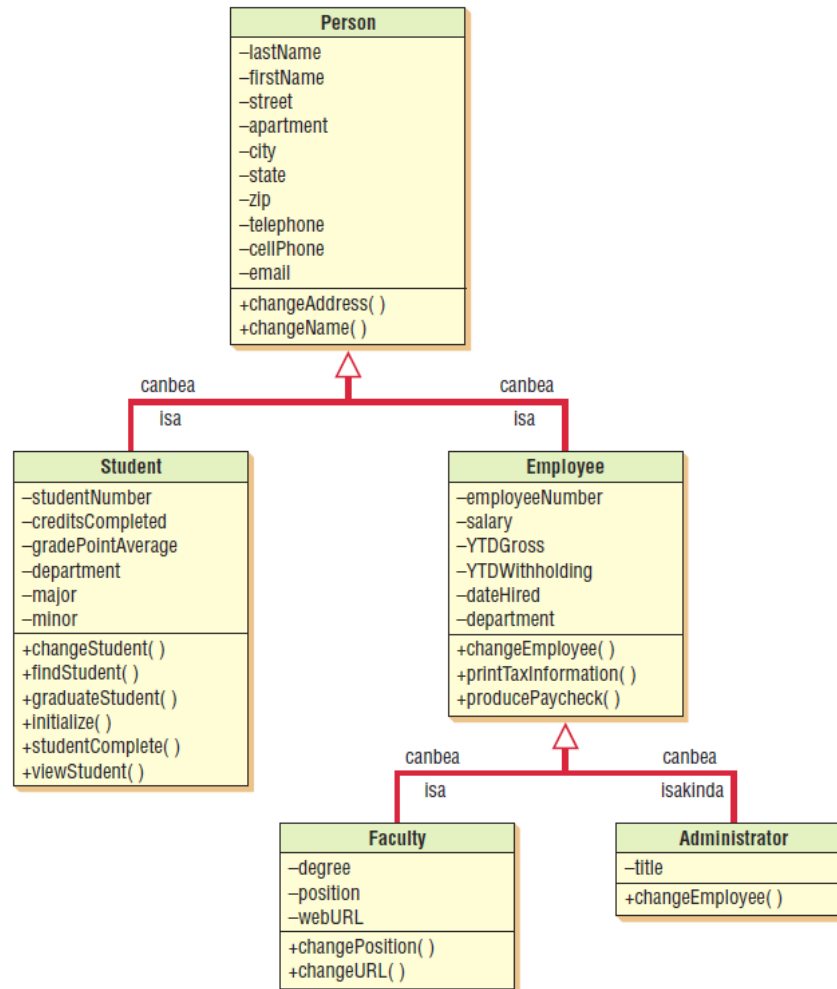 Person
–lastName
–firstName
–street
–apartment
–city
–state
–zip
–telephone
–cellPhone
–email
+changeAddress( )
+changeName( )
canbea
canbea
isa
isa
Student
–studentNumber
–creditsCompleted
–gradePointAverage
–department
–major
–minor
+changeStudent( )
+findStudent( )
+graduateStudent( )
+initialize( )
+studentComplete( )
+viewStudent( )
Employee
–employeeNumber
–salary
–YTDGross
–YTDWithholding
–dateHired
–department
+changeEmployee( )
+printTaxInformation( )
+producePaycheck( )
canbea
canbea
isa
isakinda
Faculty
–degree
–position
–webURL
+changePosition( )
+changeURL( )
Administrator
–title
+changeEmployee( )